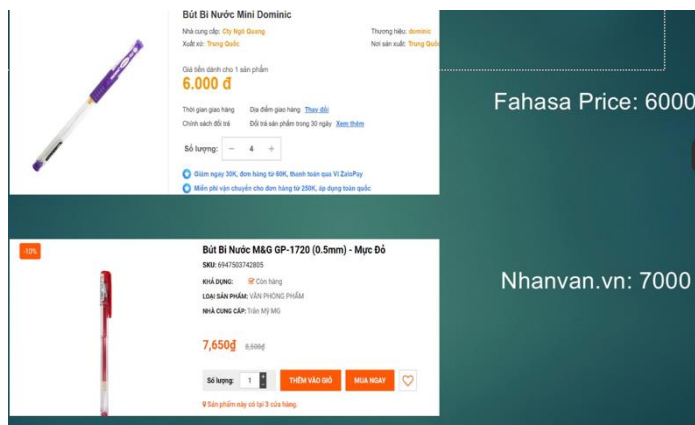 Bút Bi Nước Mini Dominic
Nhà cung cấp: Cty Ngô Quang
Thương hiệu: dominic
Xuất xứ: Trung Quốc
Nơi sản xuất: Trung Quốc
Giá tiền dành cho 1 sản phẩm
6.000 đ
Thời gian giao hàng Địa điểm giao hàng Thay đổi
Chính sách đổi trả Đổi trả sản phẩm trong 30 ngày Xem thêm
Số lượng: − 4 +
Giảm ngay 30K, đơn hàng từ 60K, thanh toán qua Ví ZaloPay
Miễn phí vận chuyển cho đơn hàng từ 250K, áp dụng toàn quốc
Fahasa Price: 6000
-10%
Bút Bi Nước M&G GP-1720 (0.5mm) - Mực Đỏ
SKU: 6947503742805
KHẢ DỤNG: Còn hàng
LOẠI SẢN PHẨM: VĂN PHÒNG PHẨM
NHÀ CUNG CẤP: Trần Mỹ MG
7,650₫ 8,500₫
Số lượng: 1 + - THÊM VÀO GIỎ MUA NGAY
Sản phẩm này có tại 3 cửa hàng.
Nhanvan.vn: 7000